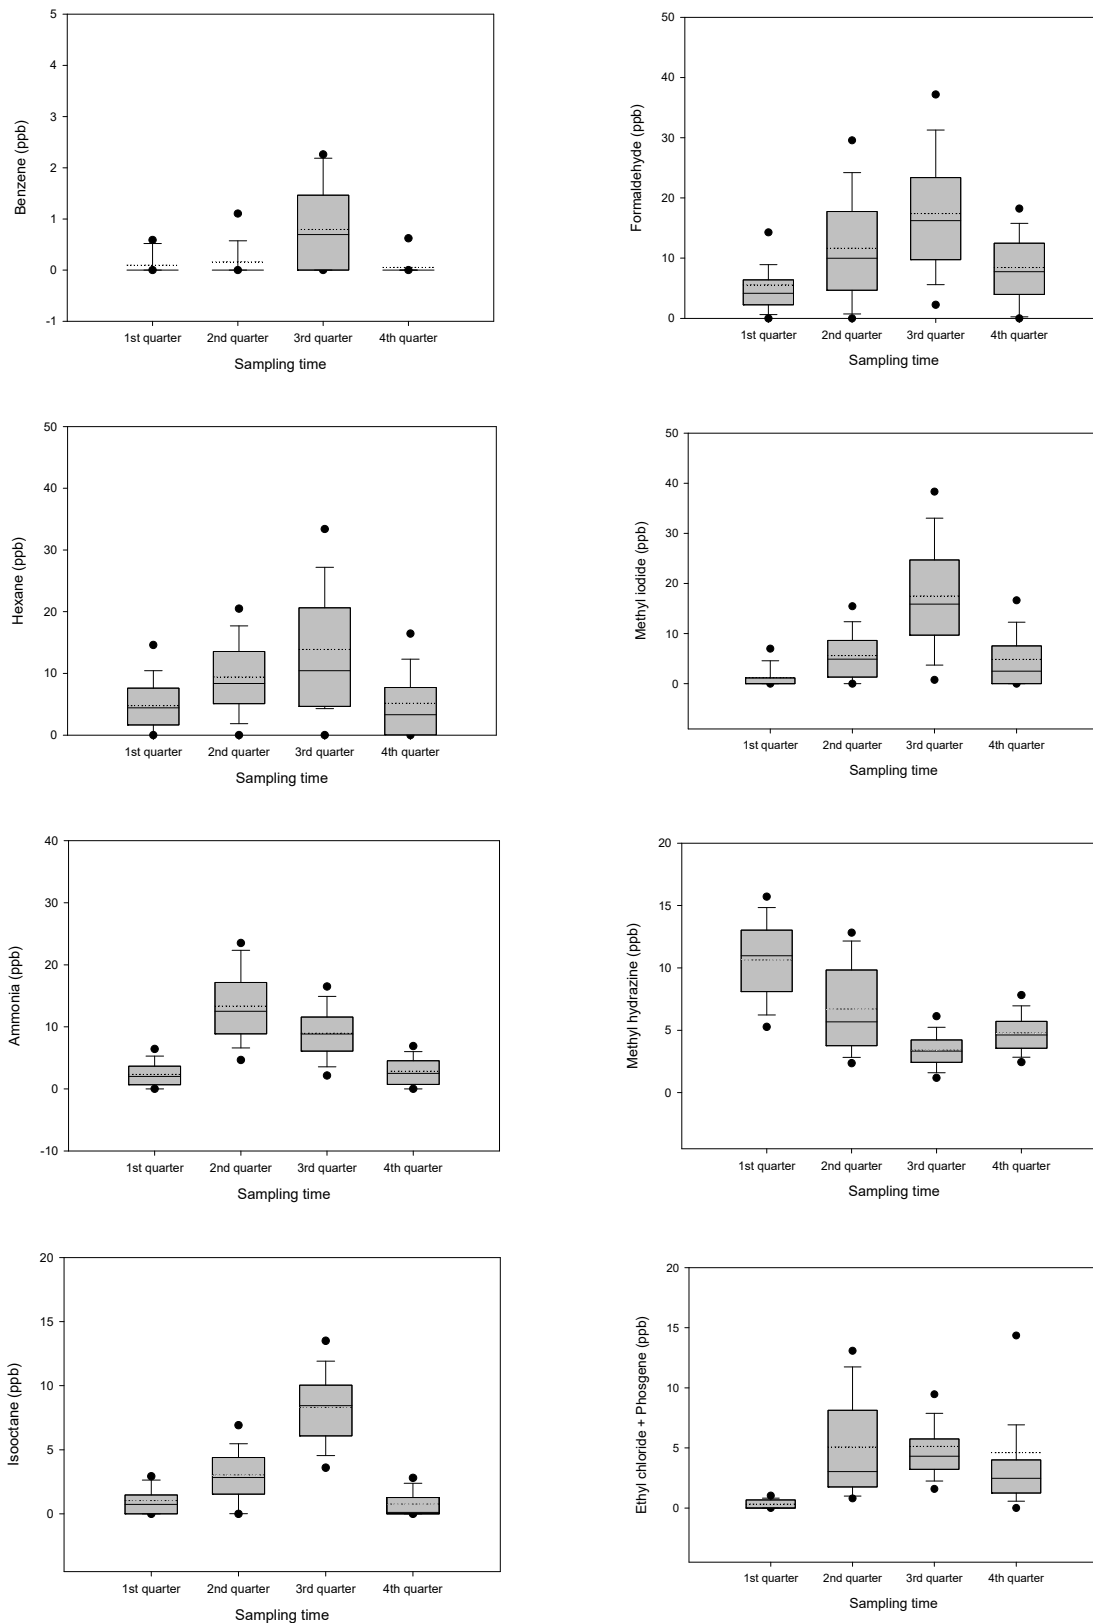 5
4
3
2
1
0
-1
Benzene (ppb)
1st quarter 2nd quarter 3rd quarter 4th quarter
Sampling time
50
40
30
20
10
0
Formaldehyde (ppb)
1st quarter 2nd quarter 3rd quarter 4th quarter
Sampling time
50
40
30
20
10
0
Hexane (ppb)
1st quarter 2nd quarter 3rd quarter 4th quarter
Sampling time
50
40
30
20
10
0
Methyl iodide (ppb)
1st quarter 2nd quarter 3rd quarter 4th quarter
Sampling time
40
30
20
10
0
-10
Ammonia (ppb)
1st quarter 2nd quarter 3rd quarter 4th quarter
Sampling time
20
15
10
5
0
Methyl hydrazine (ppb)
1st quarter 2nd quarter 3rd quarter 4th quarter
Sampling time
20
15
10
5
0
Isooctane (ppb)
1st quarter 2nd quarter 3rd quarter 4th quarter
Sampling time
20
15
10
5
0
Ethyl chloride + Phosgene (ppb)
1st quarter 2nd quarter 3rd quarter 4th quarter
Sampling time